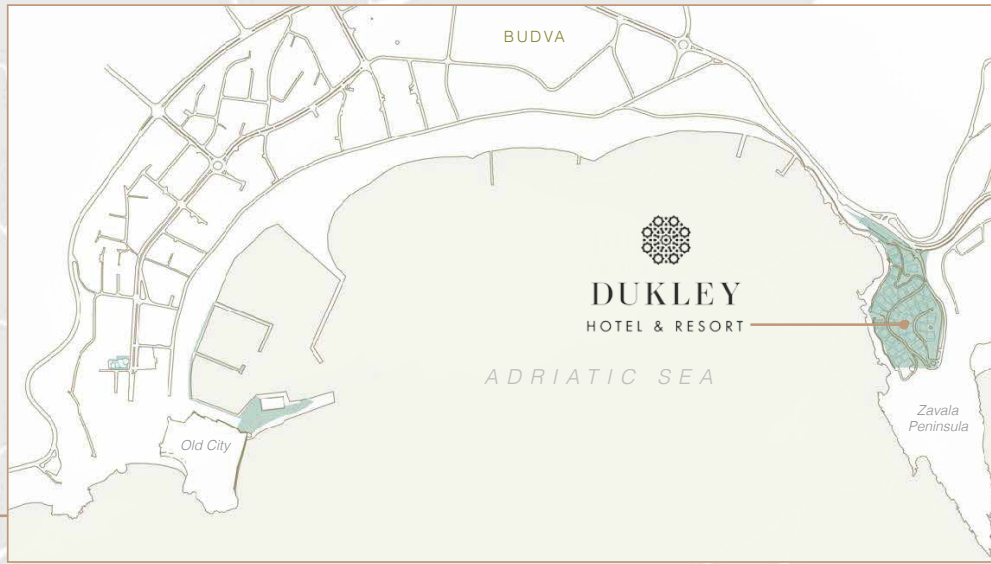 BUDVA
DUKLEY
HOTEL & RESORT
ADRIATIC SEA
Old City
Zavala
Peninsula